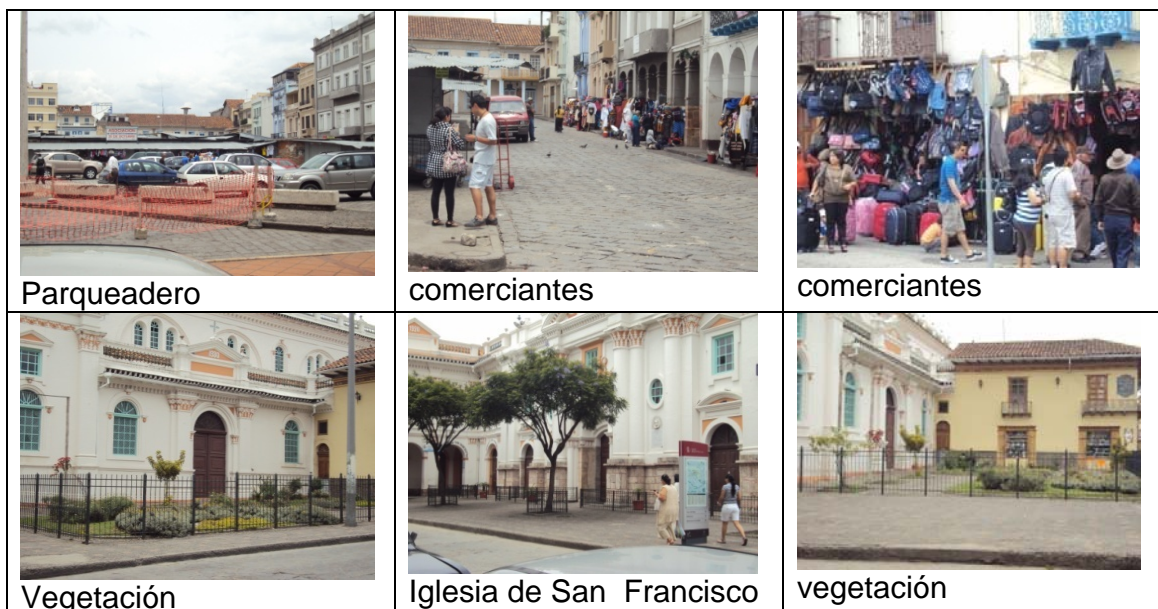 Parqueadero
comerciantes
comerciantes
Vegetación
Iglesia de San  Francisco
vegetación